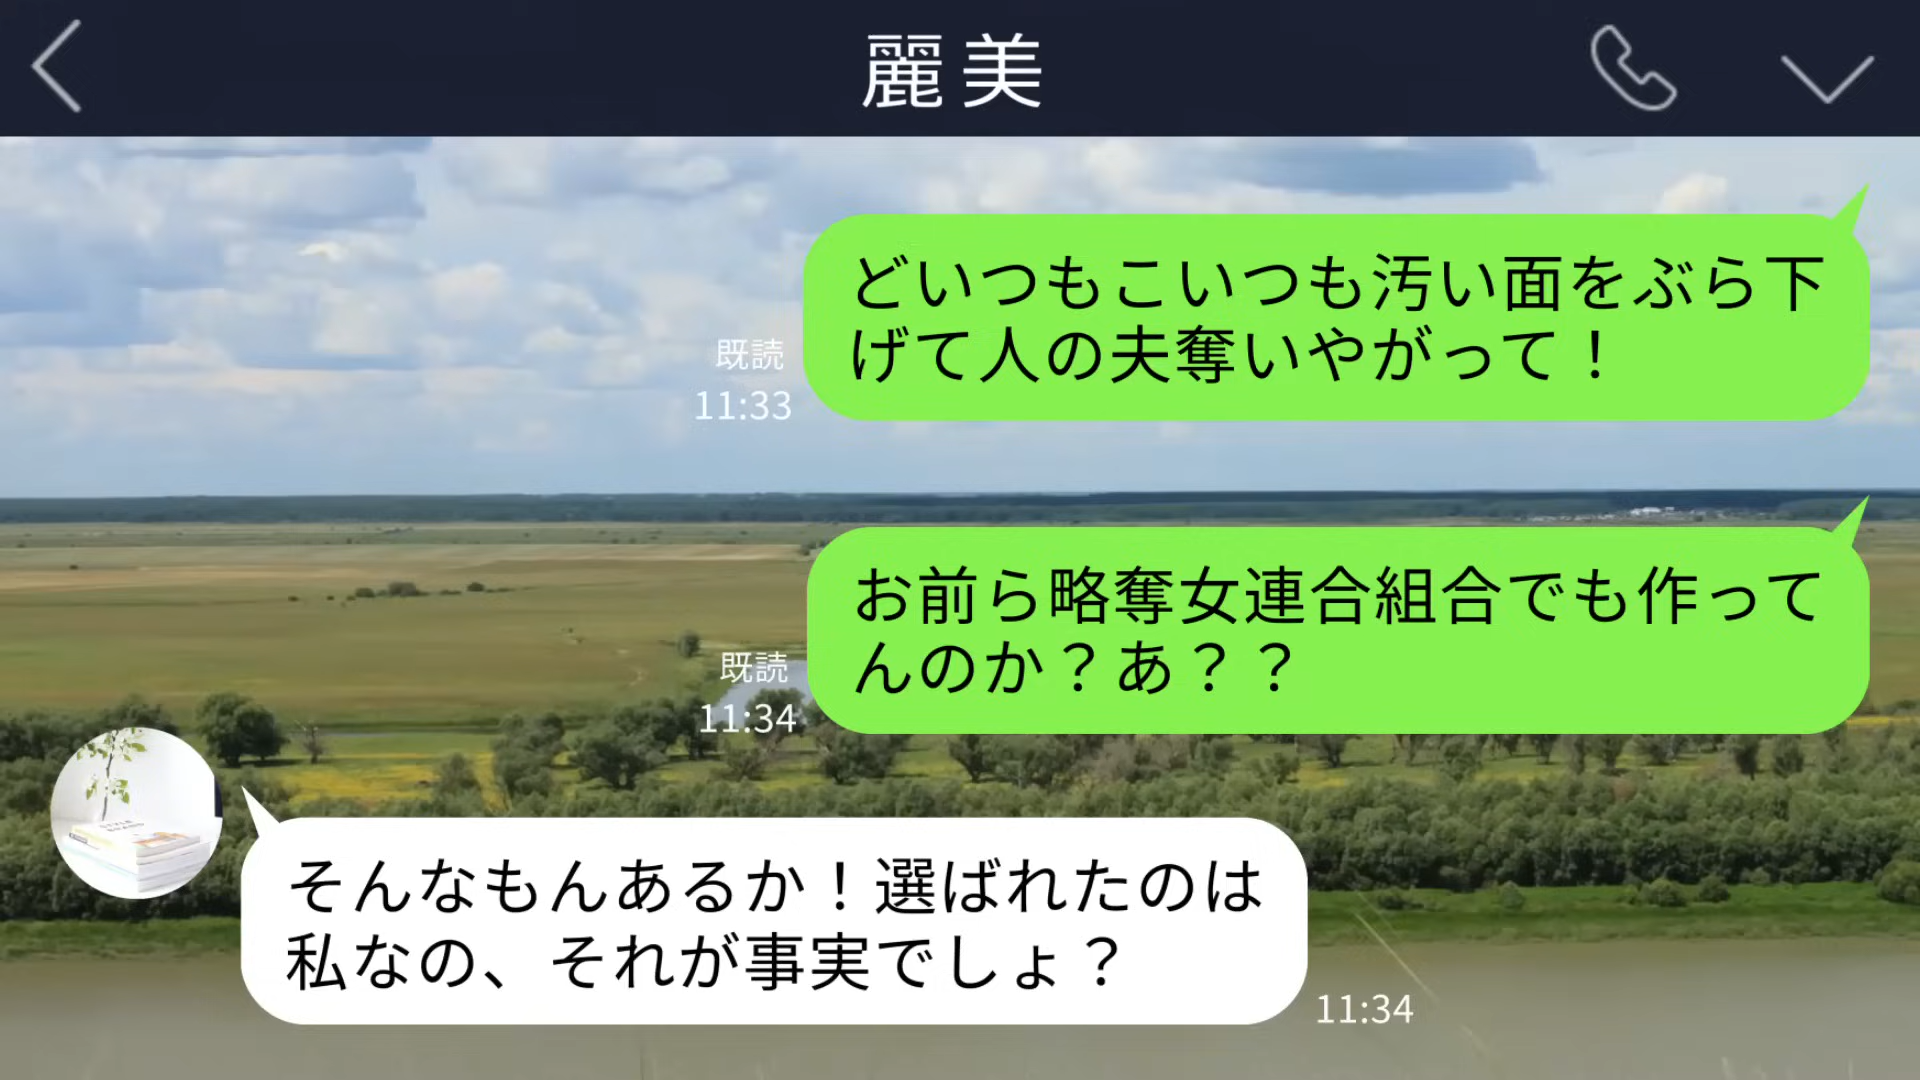 麗美
どいつもこいつも汚い面をぶら下
げて人の夫奪いやがって！
既読
11:33
お前ら略奪女連合組合でも作って
んのか？あ？？
既読
11:34
そんなもんあるか！選ばれたのは
私なの、それが事実でしょ？
11:34